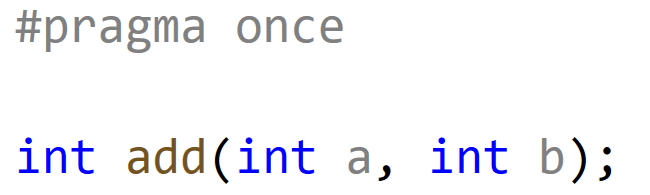 #pragma once
int add(int a, int b);